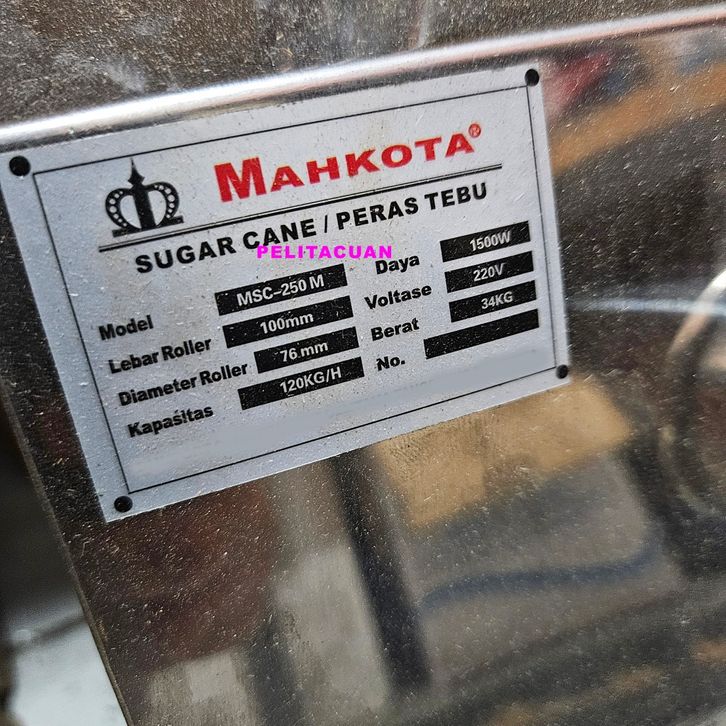 MAHKOTA®
SUGAR CANE / PERAS TEBU
PELITACUAN
Model MSC-250 M
Lebar Roller 100mm
Diameter Roller 76 mm
Kapasitas 120KG/H
Daya 1500W
Voltase 220V
Berat 34KG
No.